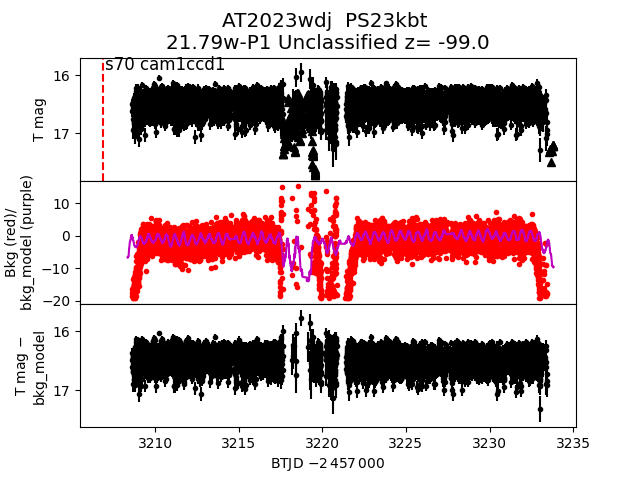 AT2023wdj  PS23kbt
21.79w-P1 Unclassified z= -99.0
s70 cam1ccd1
16
17
T mag
10
0
−10
−20
Bkg (red)/
bkg_model (purple)
16
17
T mag −
bkg_model
3210 3215 3220 3225 3230 3235
BTJD −2 457 000